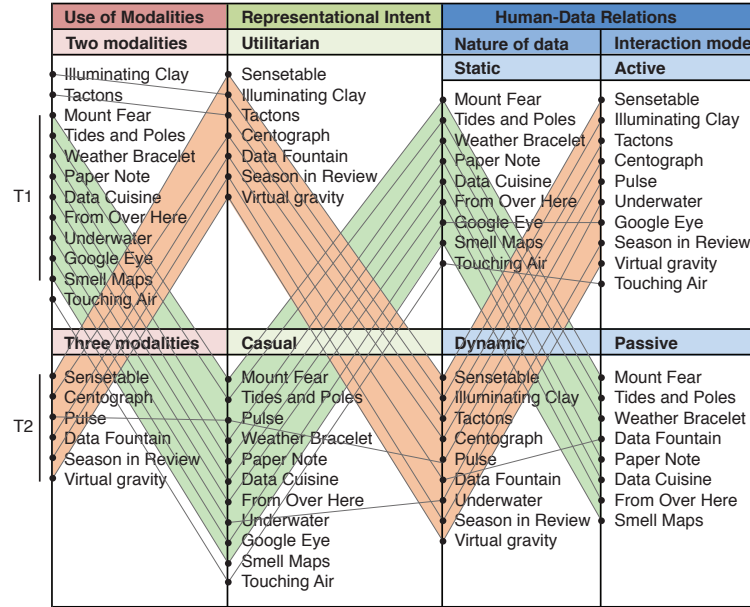 Use of Modalities
Representational Intent
Human-Data Relations
Two modalities
Utilitarian
Nature of data
Interaction mode
Static
Active
T1
Illuminating Clay
Tactons
Mount Fear
Tides and Poles
Weather Bracelet
Paper Note
Data Cuisine
From Over Here
Underwater
Google Eye
Smell Maps
Touching Air
Sensetable
Illuminating Clay
Tactons
Centograph
Data Fountain
Season in Review
Virtual gravity
Mount Fear
Tides and Poles
Weather Bracelet
Paper Note
Data Cuisine
From Over Here
Google Eye
Smell Maps
Touching Air
Sensetable
Illuminating Clay
Tactons
Centograph
Pulse
Underwater
Google Eye
Season in Review
Virtual gravity
Touching Air
Three modalities
Casual
Dynamic
Passive
T2
Sensetable
Centograph
Pulse
Data Fountain
Season in Review
Virtual gravity
Mount Fear
Tides and Poles
Pulse
Weather Bracelet
Paper Note
Data Cuisine
From Over Here
Underwater
Google Eye
Smell Maps
Touching Air
Sensetable
Illuminating Clay
Tactons
Centograph
Pulse
Data Fountain
Underwater
Season in Review
Virtual gravity
Mount Fear
Tides and Poles
Weather Bracelet
Data Fountain
Paper Note
Data Cuisine
From Over Here
Smell Maps